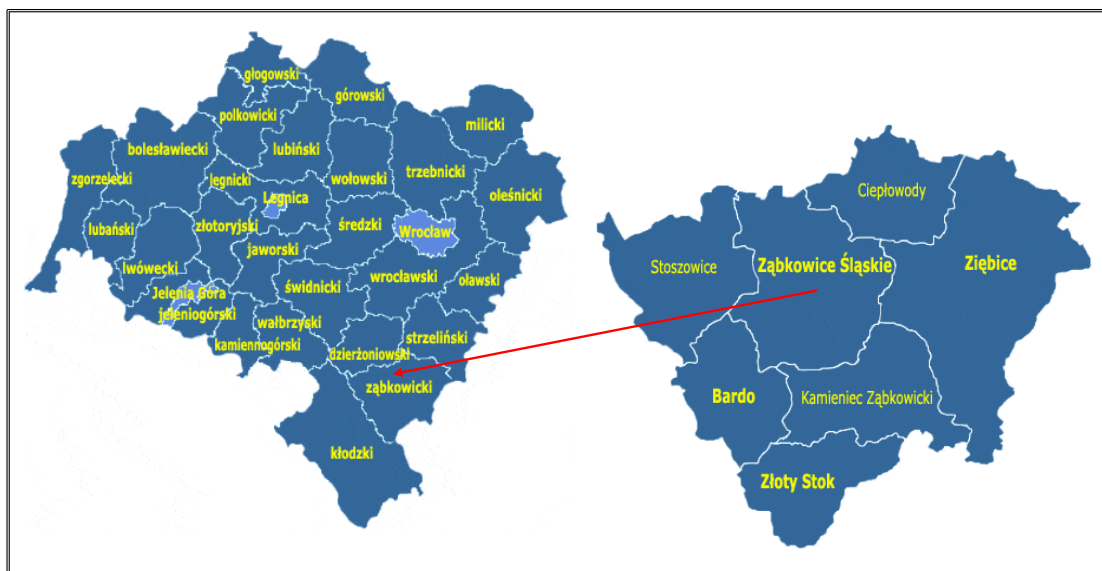 głogowski
górowski
polkowicki
milicki
bolesławiecki
lubiński
trzebnicki
zgorzelecki
legnicki
wołowski
oleśnicki
Legnica
lubański
złotoryjski
średzki
Wrocław
jaworski
lwówecki
wrocławski
oławski
świdnicki
Jelenia Góra
jeleniogórski
wałbrzyski
strzeliński
kamiennogórski
dzierżoniowski
ząbkowicki
kłodzki
Ciepłowody
Stoszowice
Ząbkowice Śląskie
Ziębice
Bardo
Kamieniec Ząbkowicki
Złoty Stok